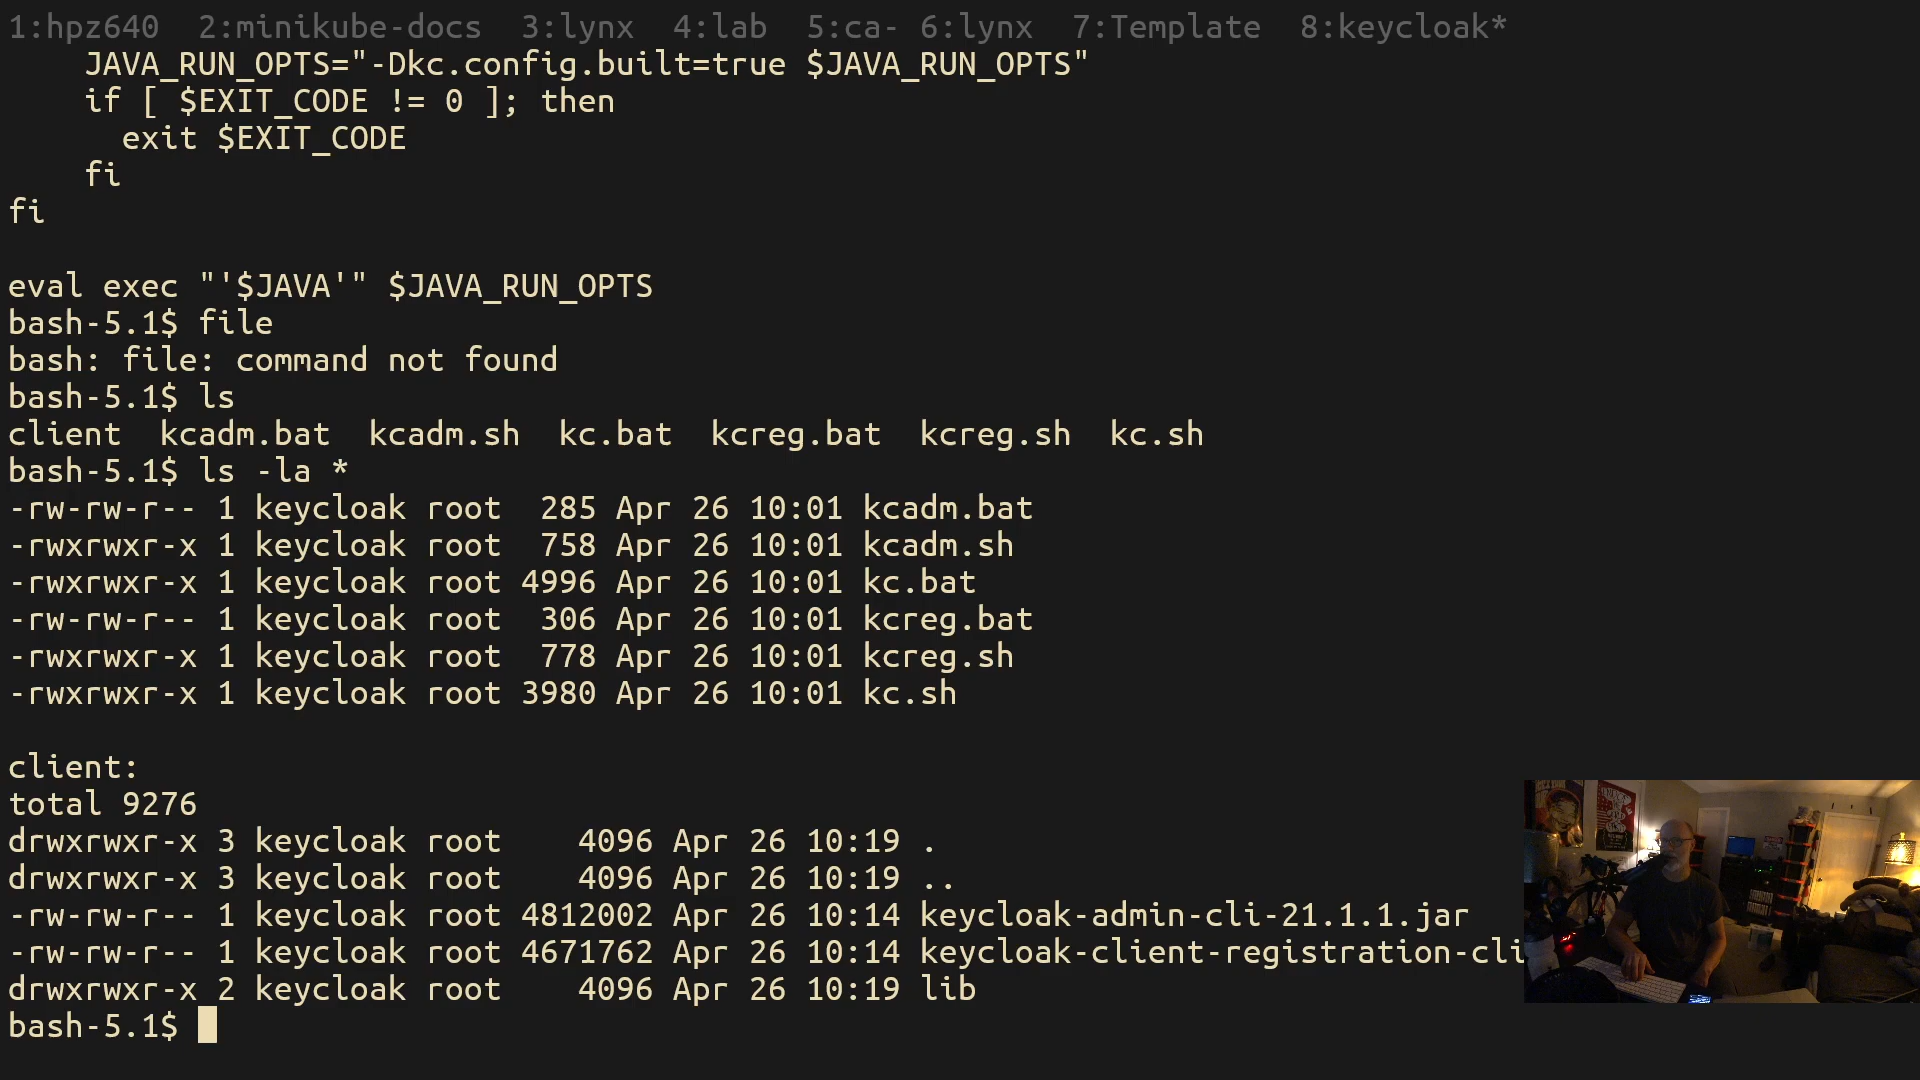 1:hpz640  2:minikube-docs  3:lynx  4:lab  5:ca- 6:lynx  7:Template  8:keycloak*
    JAVA_RUN_OPTS="-Dkc.config.built=true $JAVA_RUN_OPTS"
    if [ $EXIT_CODE != 0 ]; then
      exit $EXIT_CODE
    fi
fi
eval exec "'$JAVA'" $JAVA_RUN_OPTS
bash-5.1$ file
bash: file: command not found
bash-5.1$ ls
client  kcadm.bat  kcadm.sh  kc.bat  kcreg.bat  kcreg.sh  kc.sh
bash-5.1$ ls -la *
-rw-rw-r-- 1 keycloak root  285 Apr 26 10:01 kcadm.bat
-rwxrwxr-x 1 keycloak root  758 Apr 26 10:01 kcadm.sh
-rwxrwxr-x 1 keycloak root 4996 Apr 26 10:01 kc.bat
-rw-rw-r-- 1 keycloak root  306 Apr 26 10:01 kcreg.bat
-rwxrwxr-x 1 keycloak root  778 Apr 26 10:01 kcreg.sh
-rwxrwxr-x 1 keycloak root 3980 Apr 26 10:01 kc.sh
client:
total 9276
drwxrwxr-x 3 keycloak root    4096 Apr 26 10:19 .
drwxrwxr-x 3 keycloak root    4096 Apr 26 10:19 ..
-rw-rw-r-- 1 keycloak root 4812002 Apr 26 10:14 keycloak-admin-cli-21.1.1.jar
-rw-rw-r-- 1 keycloak root 4671762 Apr 26 10:14 keycloak-client-registration-cli
drwxrwxr-x 2 keycloak root    4096 Apr 26 10:19 lib
bash-5.1$